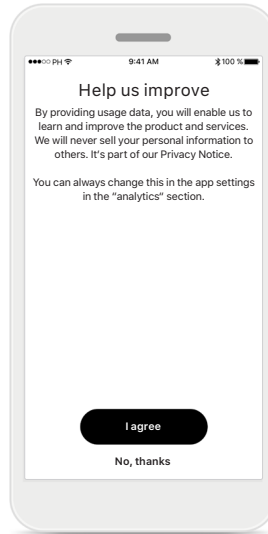 ●●●○○ PH 9:41 AM 100 %
Help us improve
By providing usage data, you will enable us to
learn and improve the product and services.
We will never sell your personal information to
others. It's part of our Privacy Notice.
You can always change this in the app settings
in the “analytics” section.
I agree
No, thanks